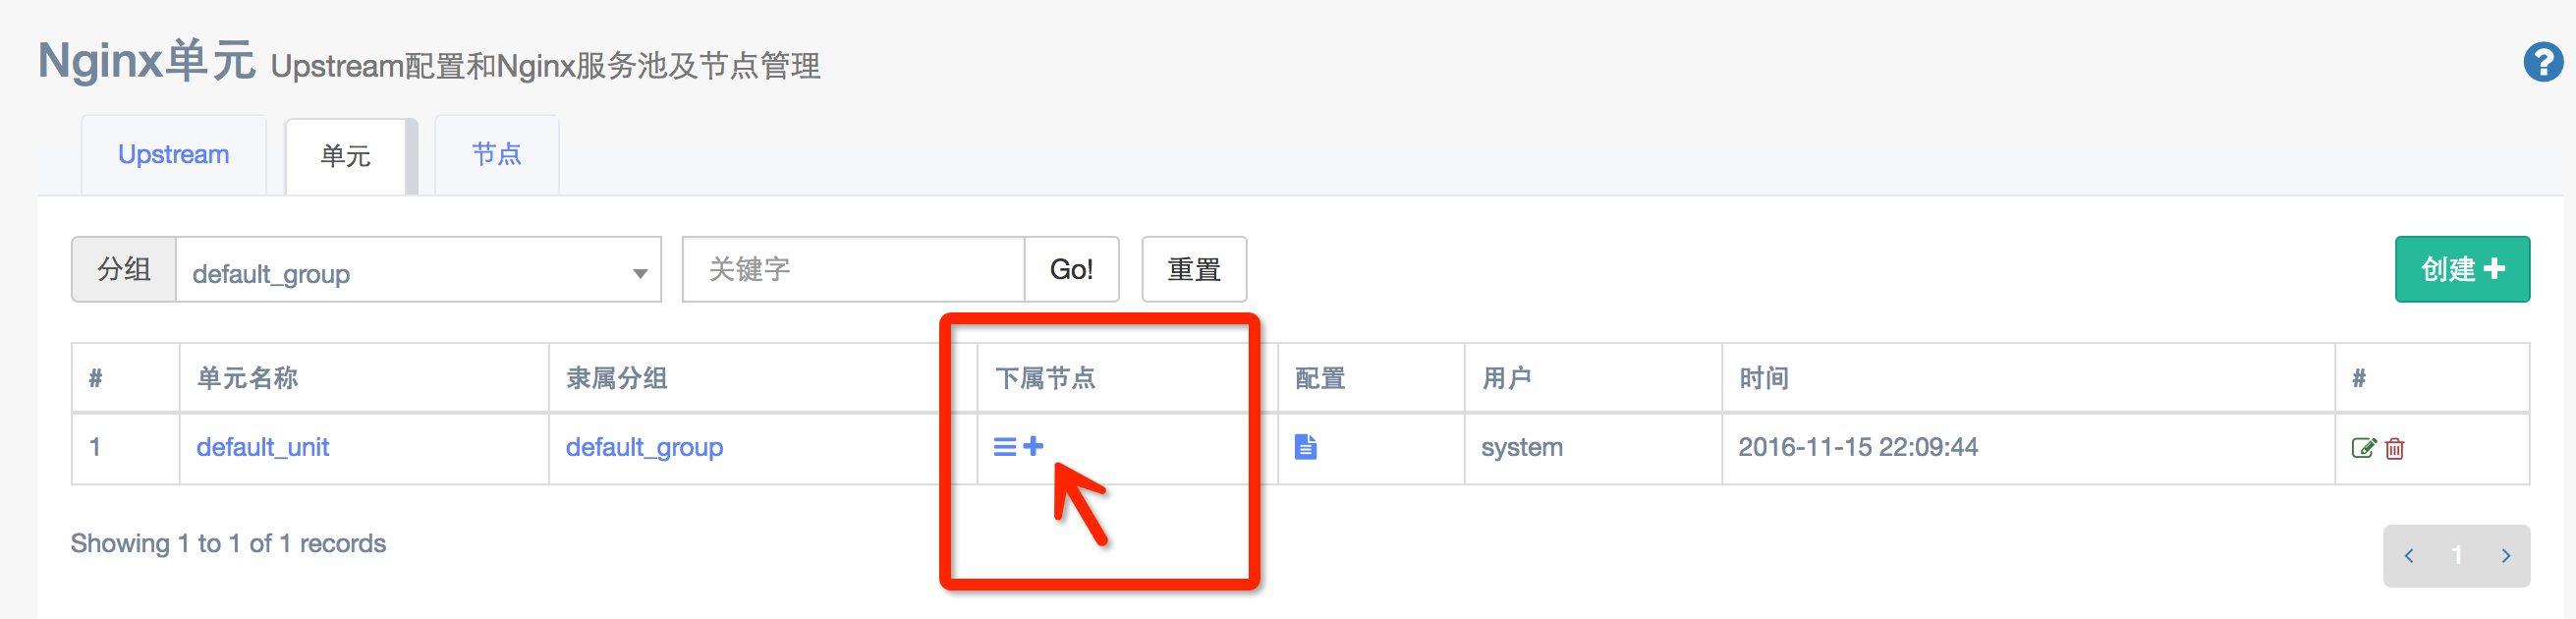 Nginx单元 Upstream配置和Nginx服务池及节点管理
Upstream 单元 节点
分组 default_group 关键字 Go! 重置 创建
# 单元名称 隶属分组 下属节点 配置 用户 时间 #
1 default_unit default_group system 2016-11-15 22:09:44
Showing 1 to 1 of 1 records
1